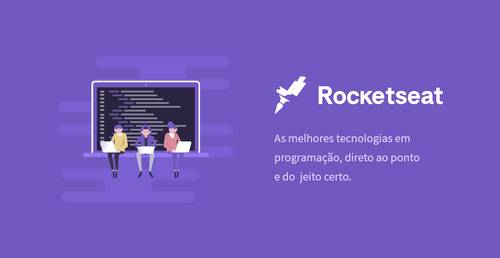 Rocketseat
As melhores tecnologias em
programação, direto ao ponto
e do jeito certo.